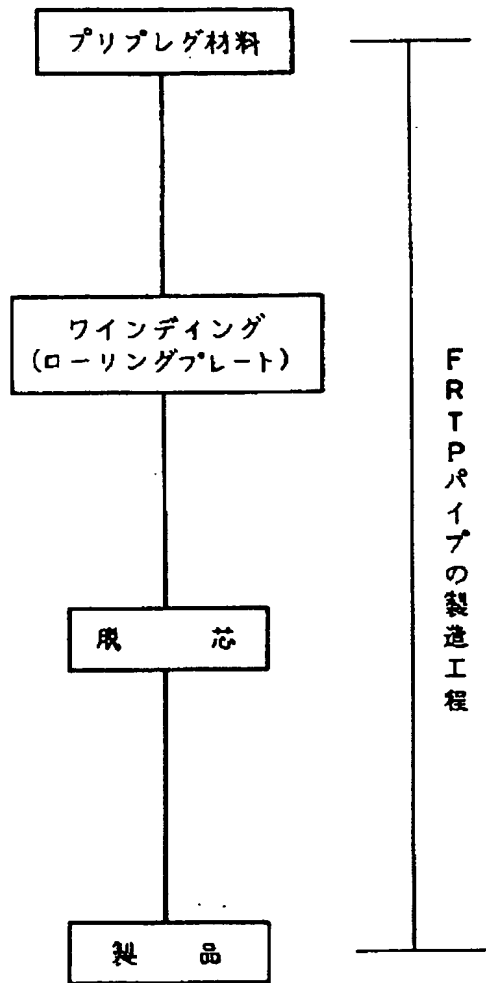 プリプレグ材料
ワインディング
(ローリングプレート)
脱 芯
製 品
FRTPパイプの製造工程